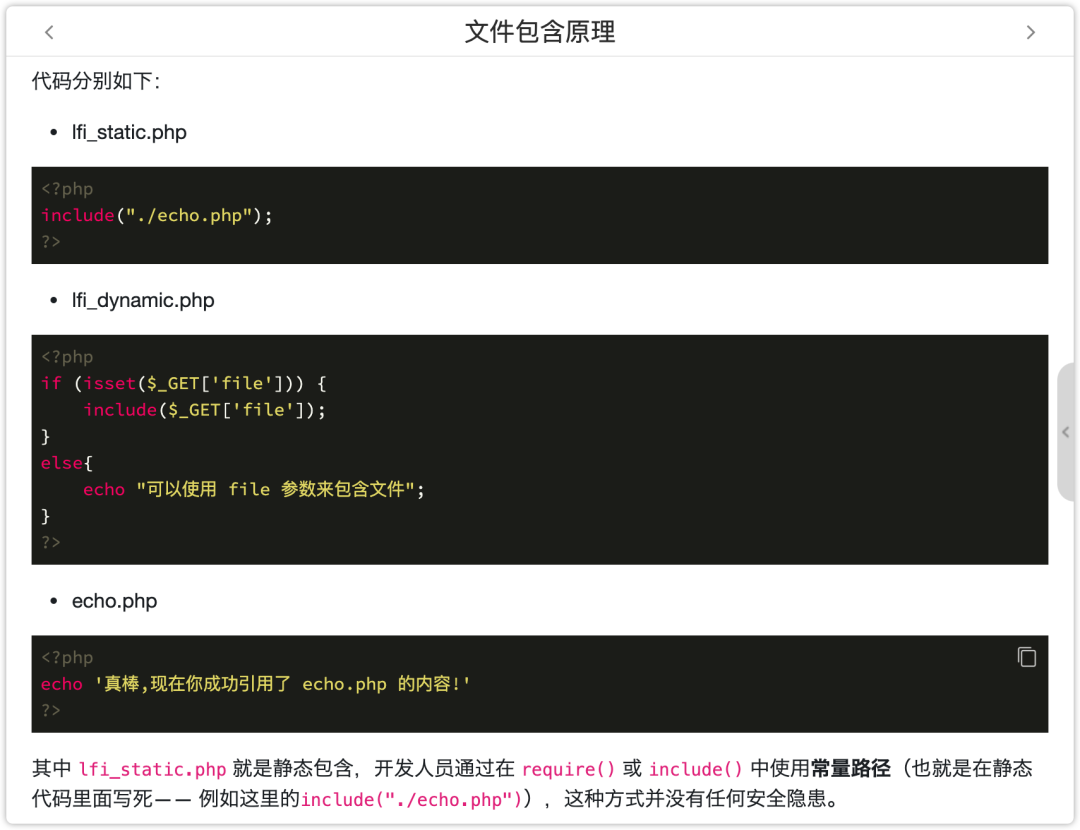 文件包含原理
代码分别如下：
• lfi_static.php
<?php
include("./echo.php");
?>
• lfi_dynamic.php
<?php
if (isset($_GET['file'])) {
    include($_GET['file']);
}
else{
    echo "可以使用 file 参数来包含文件";
}
?>
• echo.php
<?php
echo '真棒,现在你成功引用了 echo.php 的内容!'
?>
其中 lfi_static.php 就是静态包含，开发人员通过在 require() 或 include() 中使用常量路径（也就是在静态
代码里面写死—— 例如这里的include("./echo.php")），这种方式并没有任何安全隐患。